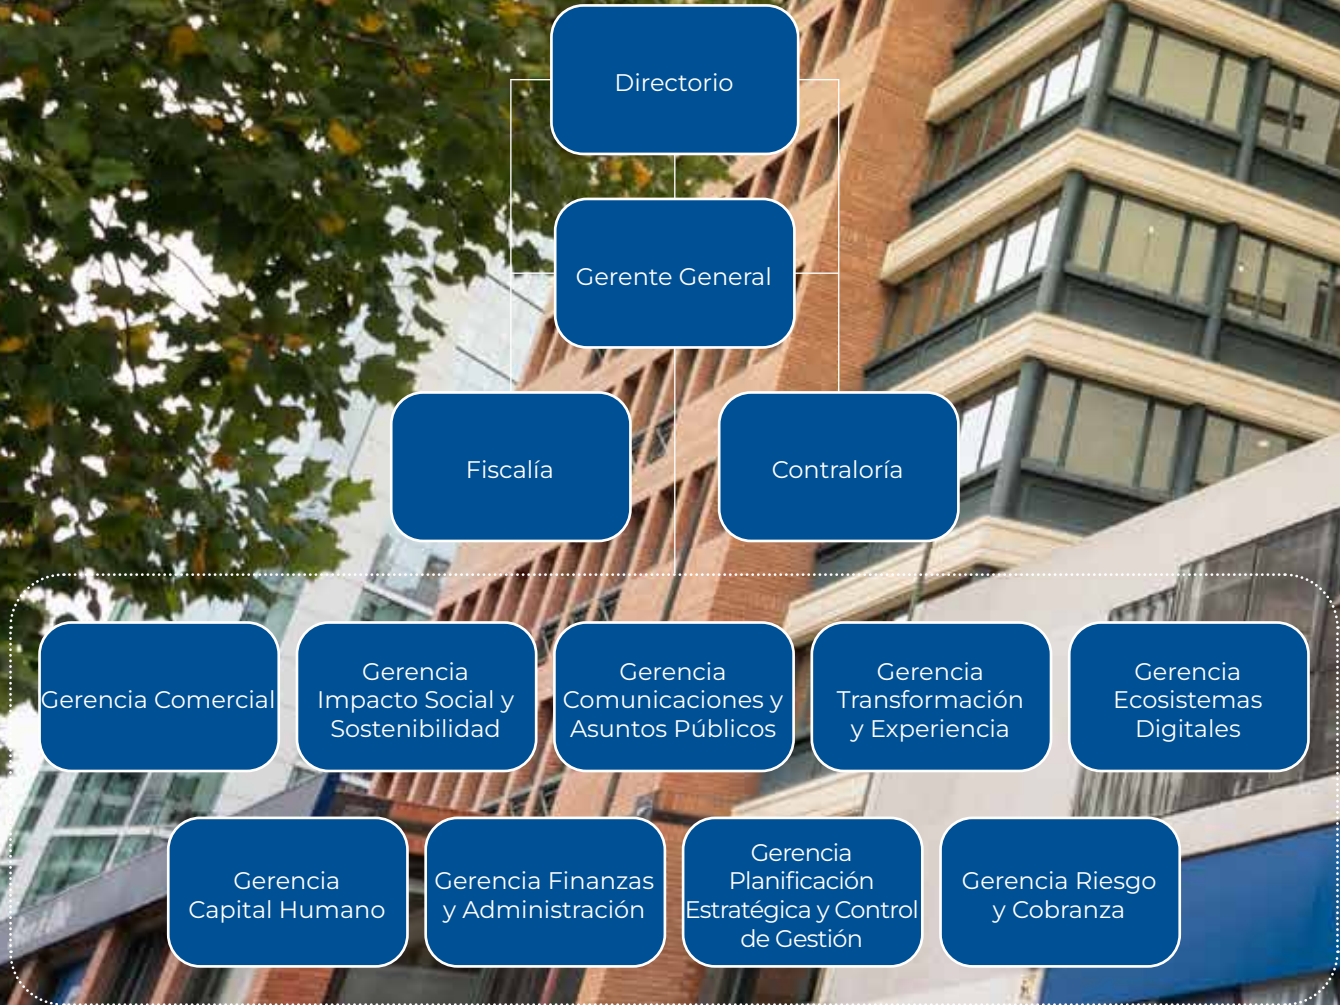 Directorio
Gerente General
Fiscalía
Contraloría
Gerencia Comercial
Gerencia
Impacto Social y
Sostenibilidad
Gerencia
Comunicaciones y
Asuntos Públicos
Gerencia
Transformación
y Experiencia
Gerencia
Ecosistemas
Digitales
Gerencia
Capital Humano
Gerencia Finanzas
y Administración
Gerencia
Planificación
Estratégica y Control
de Gestión
Gerencia Riesgo
y Cobranza